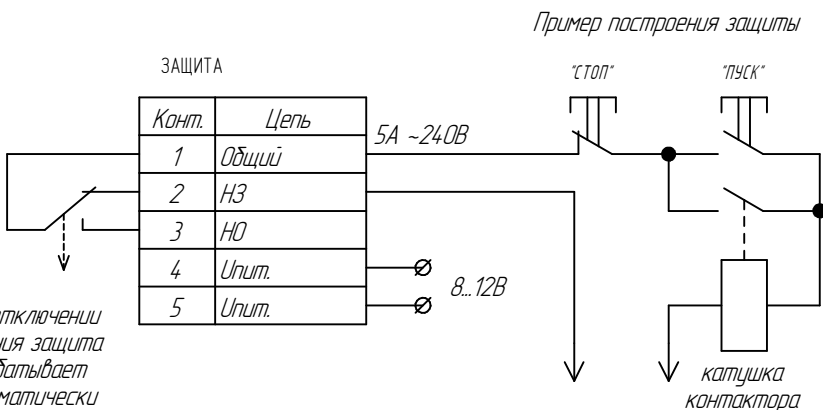 Пример построения защиты
ЗАЩИТА
"СТОП"
"ПУСК"
Конт. Цепь
5А ~240В
1 Общий
2 НЗ
3 НО
4 Uпит.
8...12В
5 Uпит.
отключении
ния защита
батывает
матически
катушка
контактора